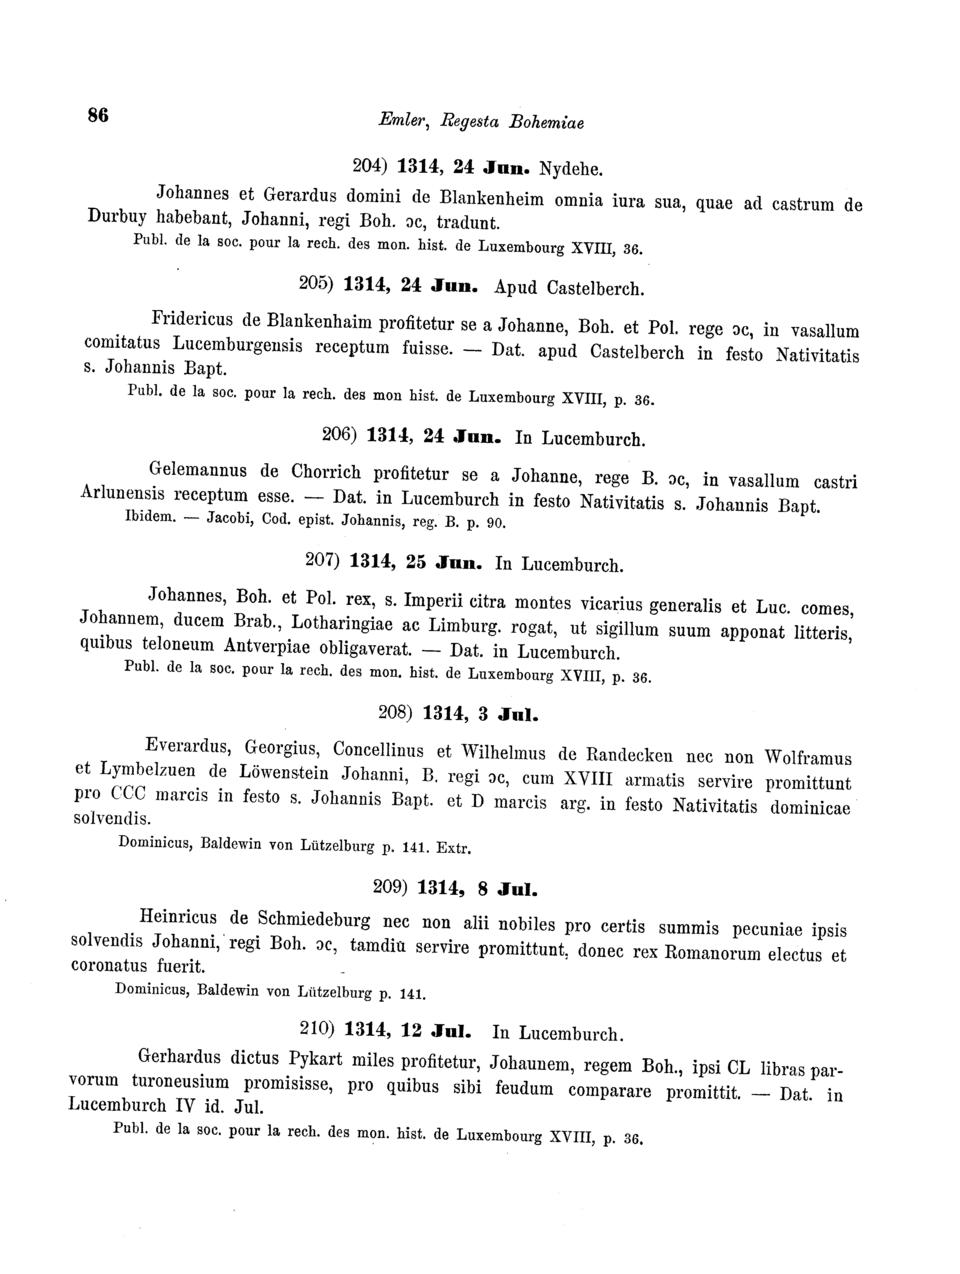 86
Emler, Regesta Bohemiae
204) 1314, 24 Jun. Nydehe.
Johannes et Gerardus domini de Blankenheim omnia iura sua, quae ad castrum de
Durbuy habebant, Johanni, regi Boh. ɔc, tradunt.
Publ. de la soc. pour la rech. des mon. hist. de Luxembourg XVIII, 36.
205) 1314, 24 Jun. Apud Castelberch.
Fridericus de Blankenhaim profitetur se a Johanne, Boh. et Pol. rege ɔc, in vasallum
comitatus Lucemburgensis receptum fuisse. — Dat. apud Castelberch in festo Nativitatis
s. Johannis Bapt.
Publ. de la soc. pour la rech. des mon hist. de Luxembourg XVIII, p. 36.
206) 1314, 24 Jun. In Lucemburch.
Gelemannus de Chorrich profitetur se a Johanne, rege B. ɔc, in vasallum castri
Arlunensis receptum esse. — Dat. in Lucemburch in festo Nativitatis s. Johannis Bapt.
Ibidem. — Jacobi, Cod. epist. Johannis, reg. B. p. 90.
207) 1314, 25 Jun. In Lucemburch.
Johannes, Boh. et Pol. rex, s. Imperii citra montes vicarius generalis et Luc. comes,
Johannem, ducem Brab., Lotharingiae ac Limburg. rogat, ut sigillum suum apponat litteris,
quibus teloneum Antverpiae obligaverat. — Dat. in Lucemburch.
Publ. de la soc. pour la rech. des mon. hist. de Luxembourg XVIII, p. 36.
208) 1314, 3 Jul.
Everardus, Georgius, Concellinus et Wilhelmus de Randecken nec non Wolframus
et Lymbelzuen de Löwenstein Johanni, B. regi ɔc, cum XVIII armatis servire promittunt
pro CCC marcis in festo s. Johannis Bapt. et D marcis arg. in festo Nativitatis dominicae
solvendis.
Dominicus, Baldewin von Lützelburg p. 141. Extr.
209) 1314, 8 Jul.
Heinricus de Schmiedeburg nec non alii nobiles pro certis summis pecuniae ipsis
solvendis Johanni, regi Boh. ɔc, tamdiu servire promittunt, donec rex Romanorum electus et
coronatus fuerit.
Dominicus, Baldewin von Lützelburg p. 141.
210) 1314, 12 Jul. In Lucemburch.
Gerhardus dictus Pykart miles profitetur, Johaunem, regem Boh., ipsi CL libras par-
vorum turoneusium promisisse, pro quibus sibi feudum comparare promittit. — Dat. in
Lucemburch IV id. Jul.
Publ. de la soc. pour la rech. des mon. hist. de Luxembourg XVIII, p. 36.